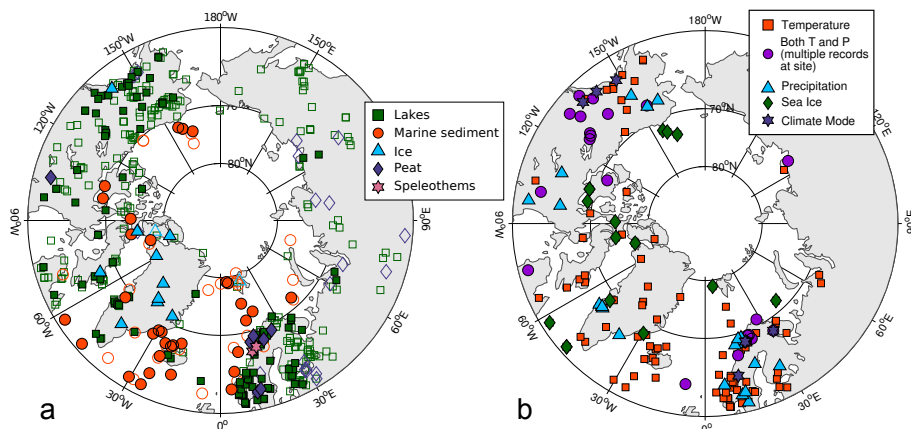 180°W
150°W
150°E
120°W
70°N
80°N
90°W
90°E
60°W
60°E
30°W
30°E
0°
Lakes
Marine sediment
Ice
Peat
Speleothems
a
180°W
150°W
120°W
70°N
80°N
90°W
90°E
60°W
60°E
30°W
30°E
0°
Temperature
Both T and P
(multiple records
at site)
Precipitation
Sea Ice
Climate Mode
b